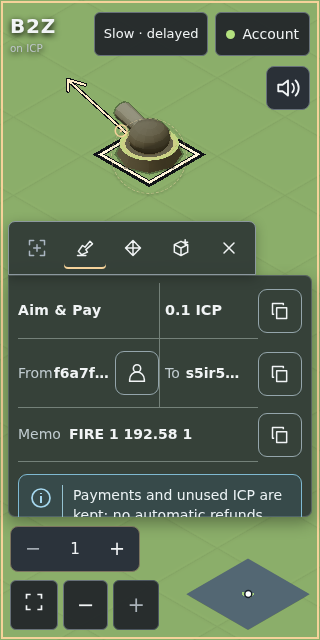 B2Z
on ICP
Slow · delayed
Account
Aim & Pay
0.1 ICP
From f6a7f...
To s5ir5...
Memo FIRE 1 192.58 1
Payments and unused ICP are
kept; no automatic refunds
− 1 +
− +